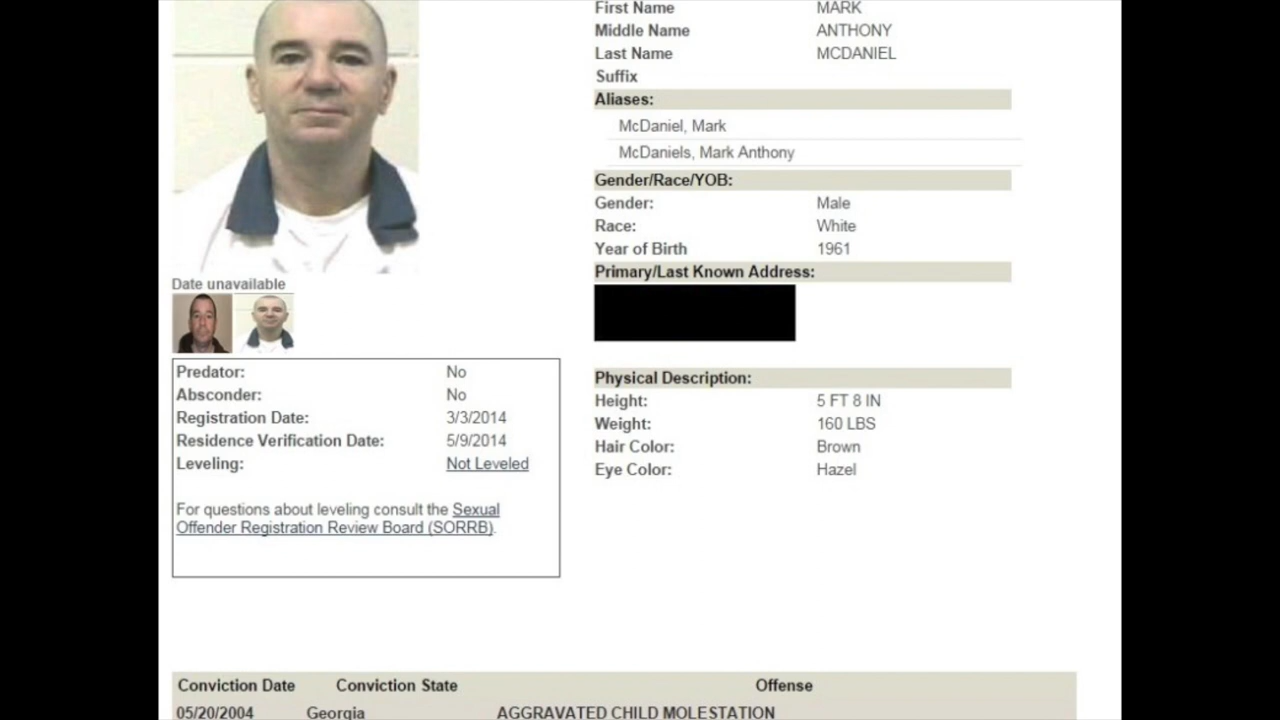 First Name MARK
Middle Name ANTHONY
Last Name MCDANIEL
Suffix
Aliases:
McDaniel, Mark
McDaniels, Mark Anthony
Gender/Race/YOB:
Gender: Male
Race: White
Year of Birth 1961
Primary/Last Known Address:
Date unavailable
Predator: No
Absconder: No
Registration Date: 3/3/2014
Residence Verification Date: 5/9/2014
Leveling: Not Leveled
For questions about leveling consult the Sexual
Offender Registration Review Board (SORRB).
Physical Description:
Height: 5 FT 8 IN
Weight: 160 LBS
Hair Color: Brown
Eye Color: Hazel
Conviction Date Conviction State Offense
05/20/2004 Georgia AGGRAVATED CHILD MOLESTATION